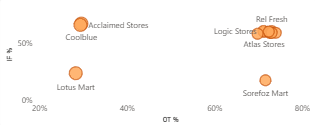 Rel Fresh
Acclaimed Stores
Logic Stores
Coolblue
50%
Atlas Stores
IF %
Lotus Mart
Sorefoz Mart
0%
20%
40%
60%
80%
OT %